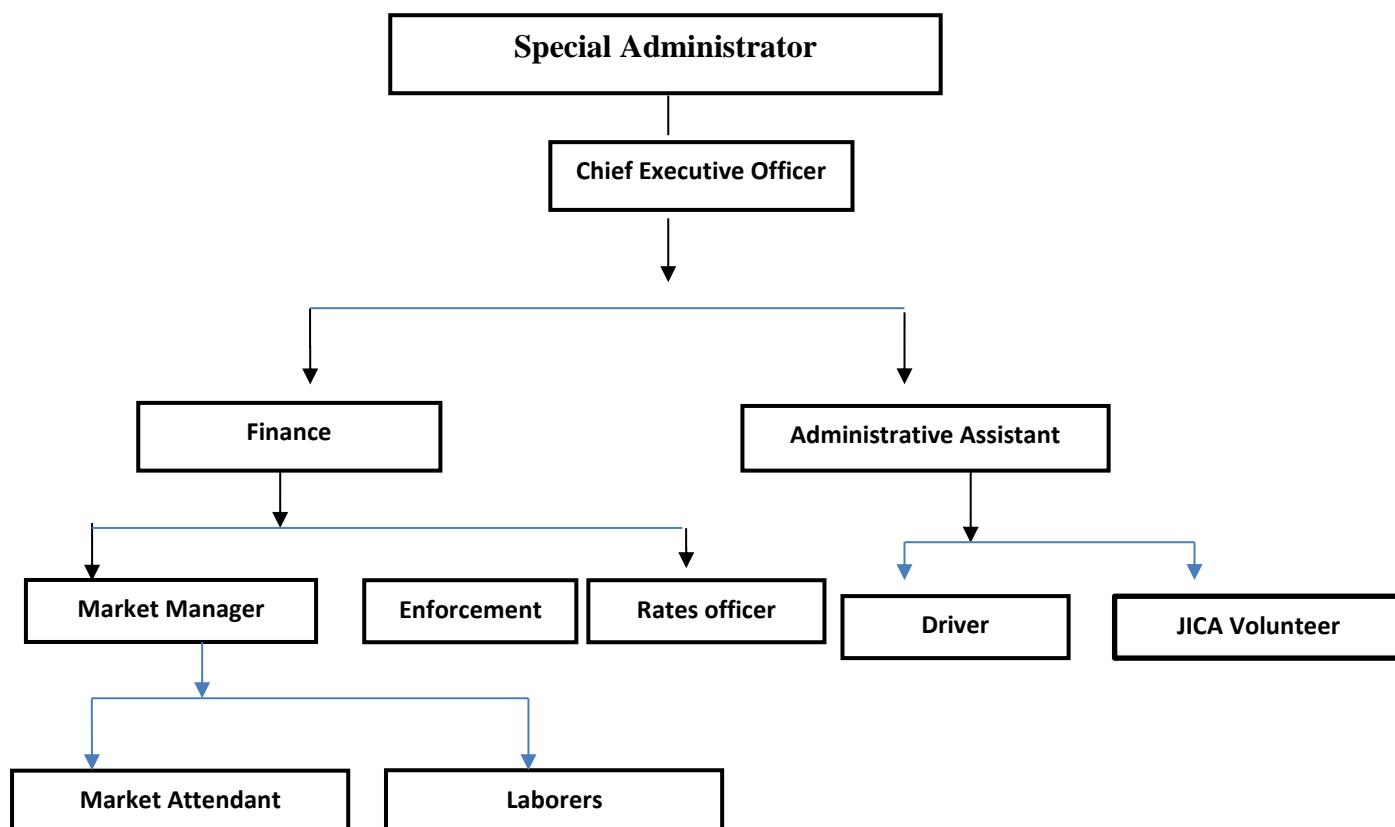 Special Administrator
Chief Executive Officer
Finance
Administrative Assistant
Market Manager
Enforcement
Rates officer
Driver
JICA Volunteer
Market Attendant
Laborers